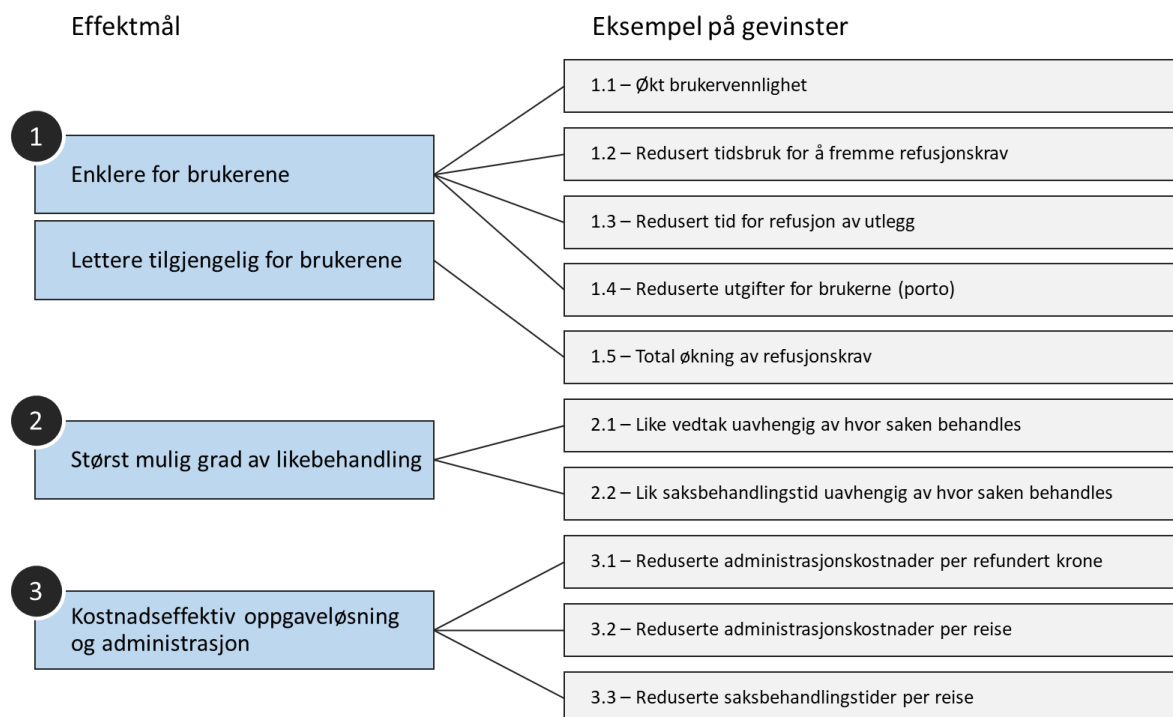 Effektmål
Eksempel på gevinster
1
Enklere for brukerene
Lettere tilgjengelig for brukerene
1.1 – Økt brukervennlighet
1.2 – Redusert tidsbruk for å fremme refusjonskrav
1.3 – Redusert tid for refusjon av utlegg
1.4 – Reduserte utgifter for brukerne (porto)
1.5 – Total økning av refusjonskrav
2
Størst mulig grad av likebehandling
2.1 – Like vedtak uavhengig av hvor saken behandles
2.2 – Lik saksbehandlingstid uavhengig av hvor saken behandles
3
Kostnadseffektiv oppgaveløsning
og administrasjon
3.1 – Reduserte administrasjonskostnader per refundert krone
3.2 – Reduserte administrasjonskostnader per reise
3.3 – Reduserte saksbehandlingstider per reise